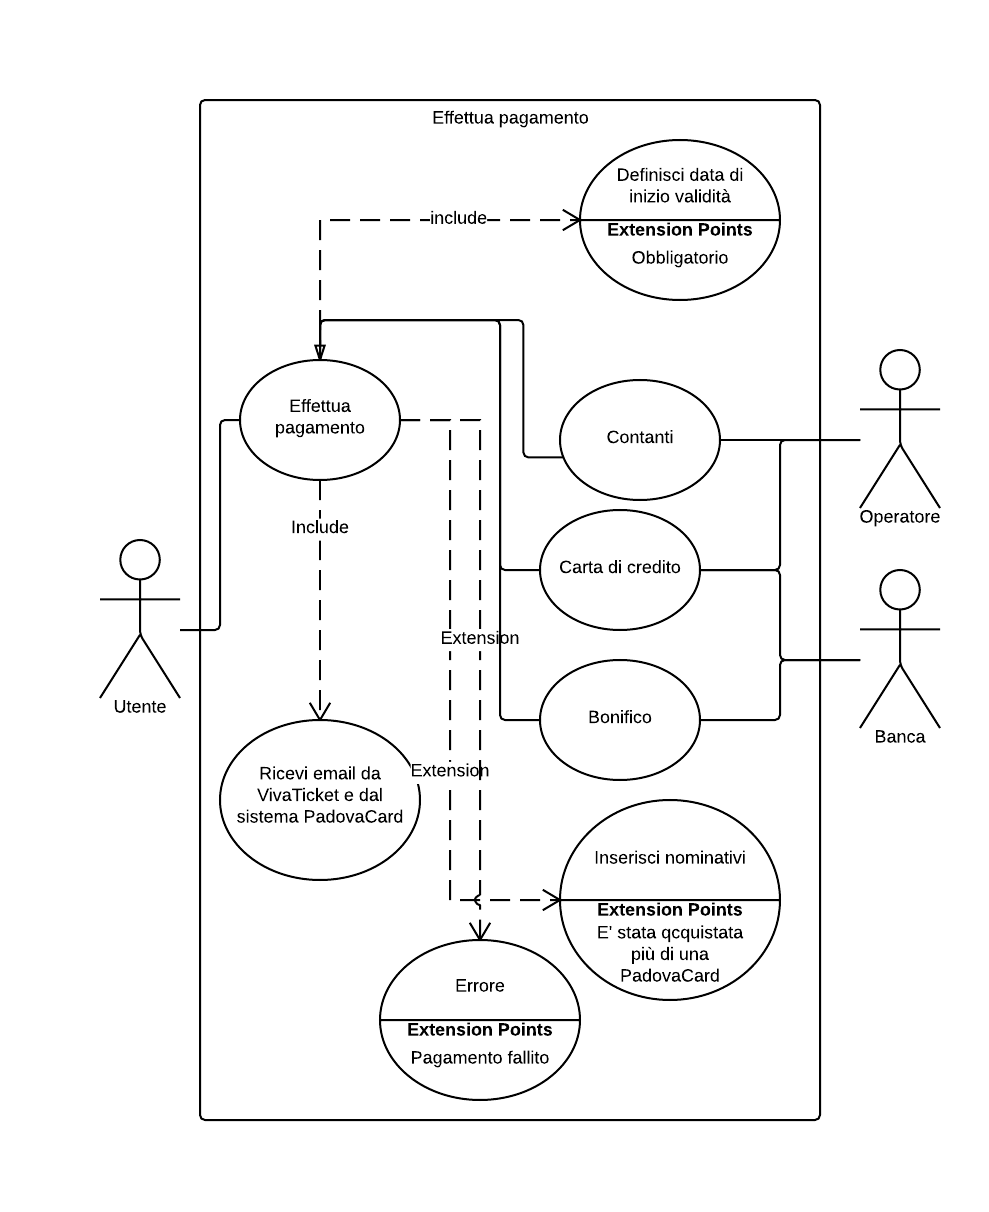 Effettua pagamento
Definisci data di
inizio validità
Extension Points
Obbligatorio
include
Effettua
pagamento
Contanti
Operatore
Include
Carta di credito
Extension
Utente
Bonifico
Banca
Ricevi email da
VivaTicket e dal
sistema PadovaCard
Extension
Inserisci nominativi
Extension Points
E' stata qcquistata
più di una
PadovaCard
Errore
Extension Points
Pagamento fallito